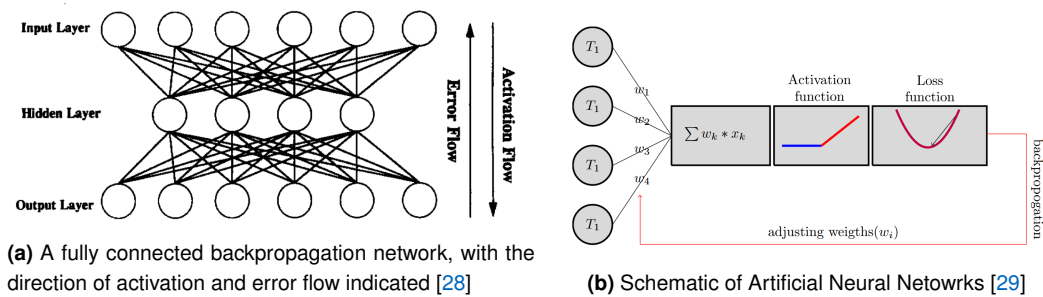 Input Layer
Hidden Layer
Output Layer
Error Flow
Activation Flow
(a) A fully connected backpropagation network, with the
direction of activation and error flow indicated [28]
T1
T1
T1
T1
w1
w2
w3
w4
∑ wk * xk
Activation
function
Loss
function
backpropogation
adjusting weigths(wi)
(b) Schematic of Artificial Neural Netowrks [29]